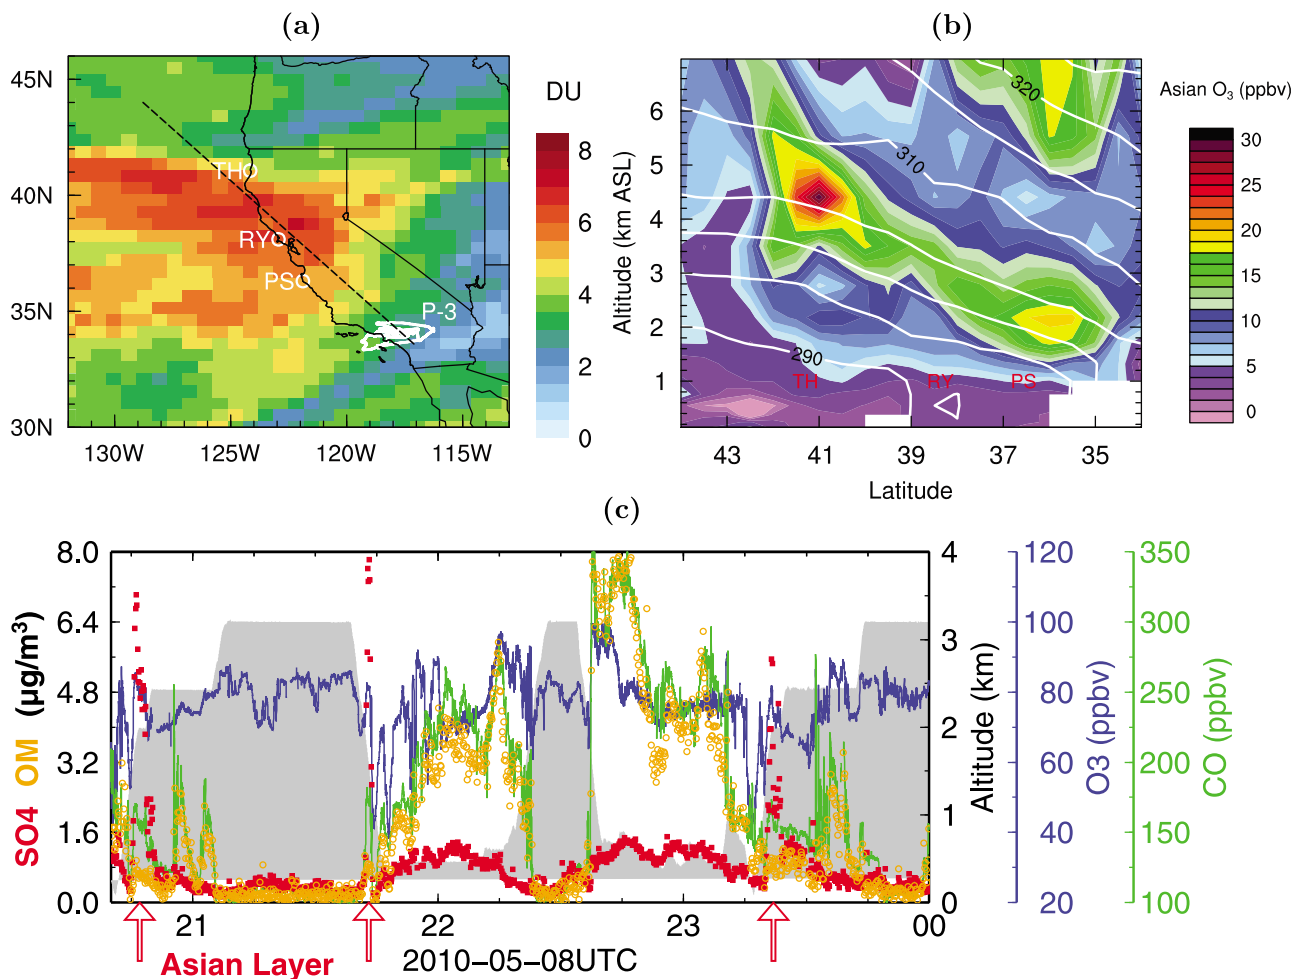 (a)
45N
40N
35N
30N
130W 125W 120W 115W
THO
RYO
PSO
P-3
DU
8
6
4
2
0
(b)
Altitude (km ASL)
6
5
4
3
2
1
43 41 39 37 35
Latitude
320
310
290
TH RY PS
Asian O₃ (ppbv)
30
25
20
15
10
5
0
(c)
SO4 OM (µg/m³)
8.0
6.4
4.8
3.2
1.6
0.0
21 22 23 00
Asian Layer
2010-05-08UTC
4
3
2
1
0
Altitude (km)
120
100
80
60
40
20
O3 (ppbv)
350
300
250
200
150
100
CO (ppbv)